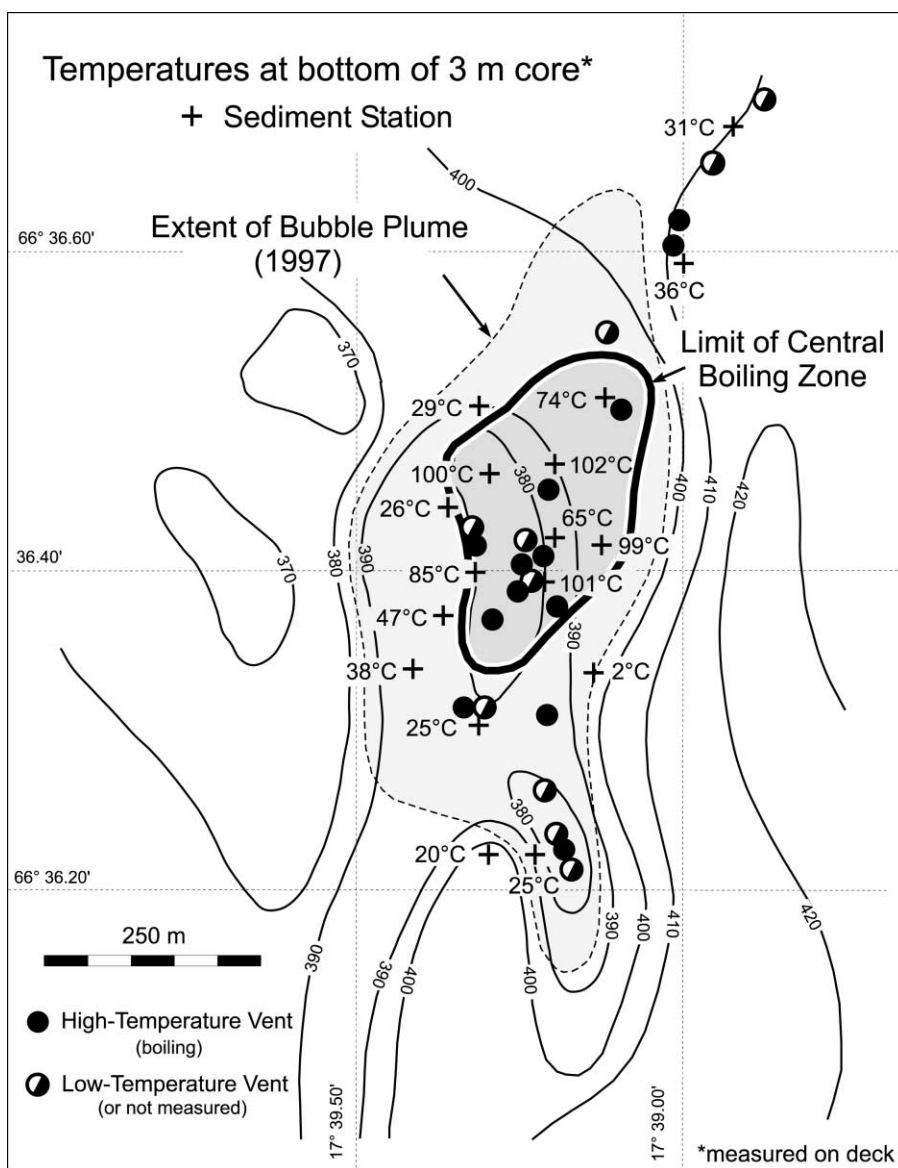 Temperatures at bottom of 3 m core*
+ Sediment Station
31°C
400
Extent of Bubble Plume
(1997)
66° 36.60'
36°C
370
Limit of Central
Boiling Zone
29°C
74°C
100°C
380
102°C
400
410
420
26°C
65°C
99°C
370
380
390
36.40'
85°C
101°C
47°C
390
38°C
2°C
25°C
380
20°C
25°C
66° 36.20'
250 m
390
390
400
400
390
400
410
420
High-Temperature Vent
(boiling)
Low-Temperature Vent
(or not measured)
17° 39.50'
17° 39.00'
*measured on deck